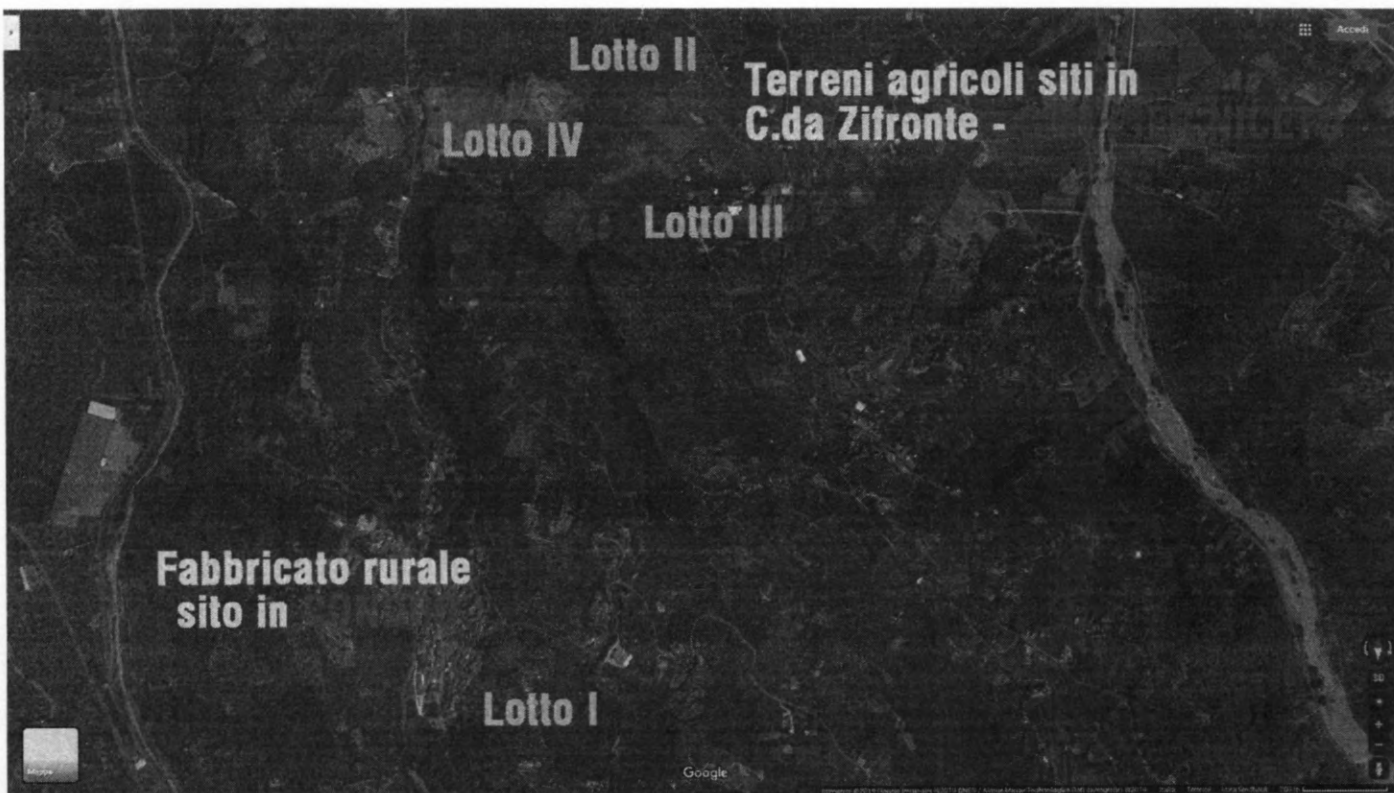 Accedi
Lotto II
Terreni agricoli siti in
C.da Zifronte -
Lotto IV
Lotto III
Fabbricato rurale
sito in
Lotto I
Google
3D